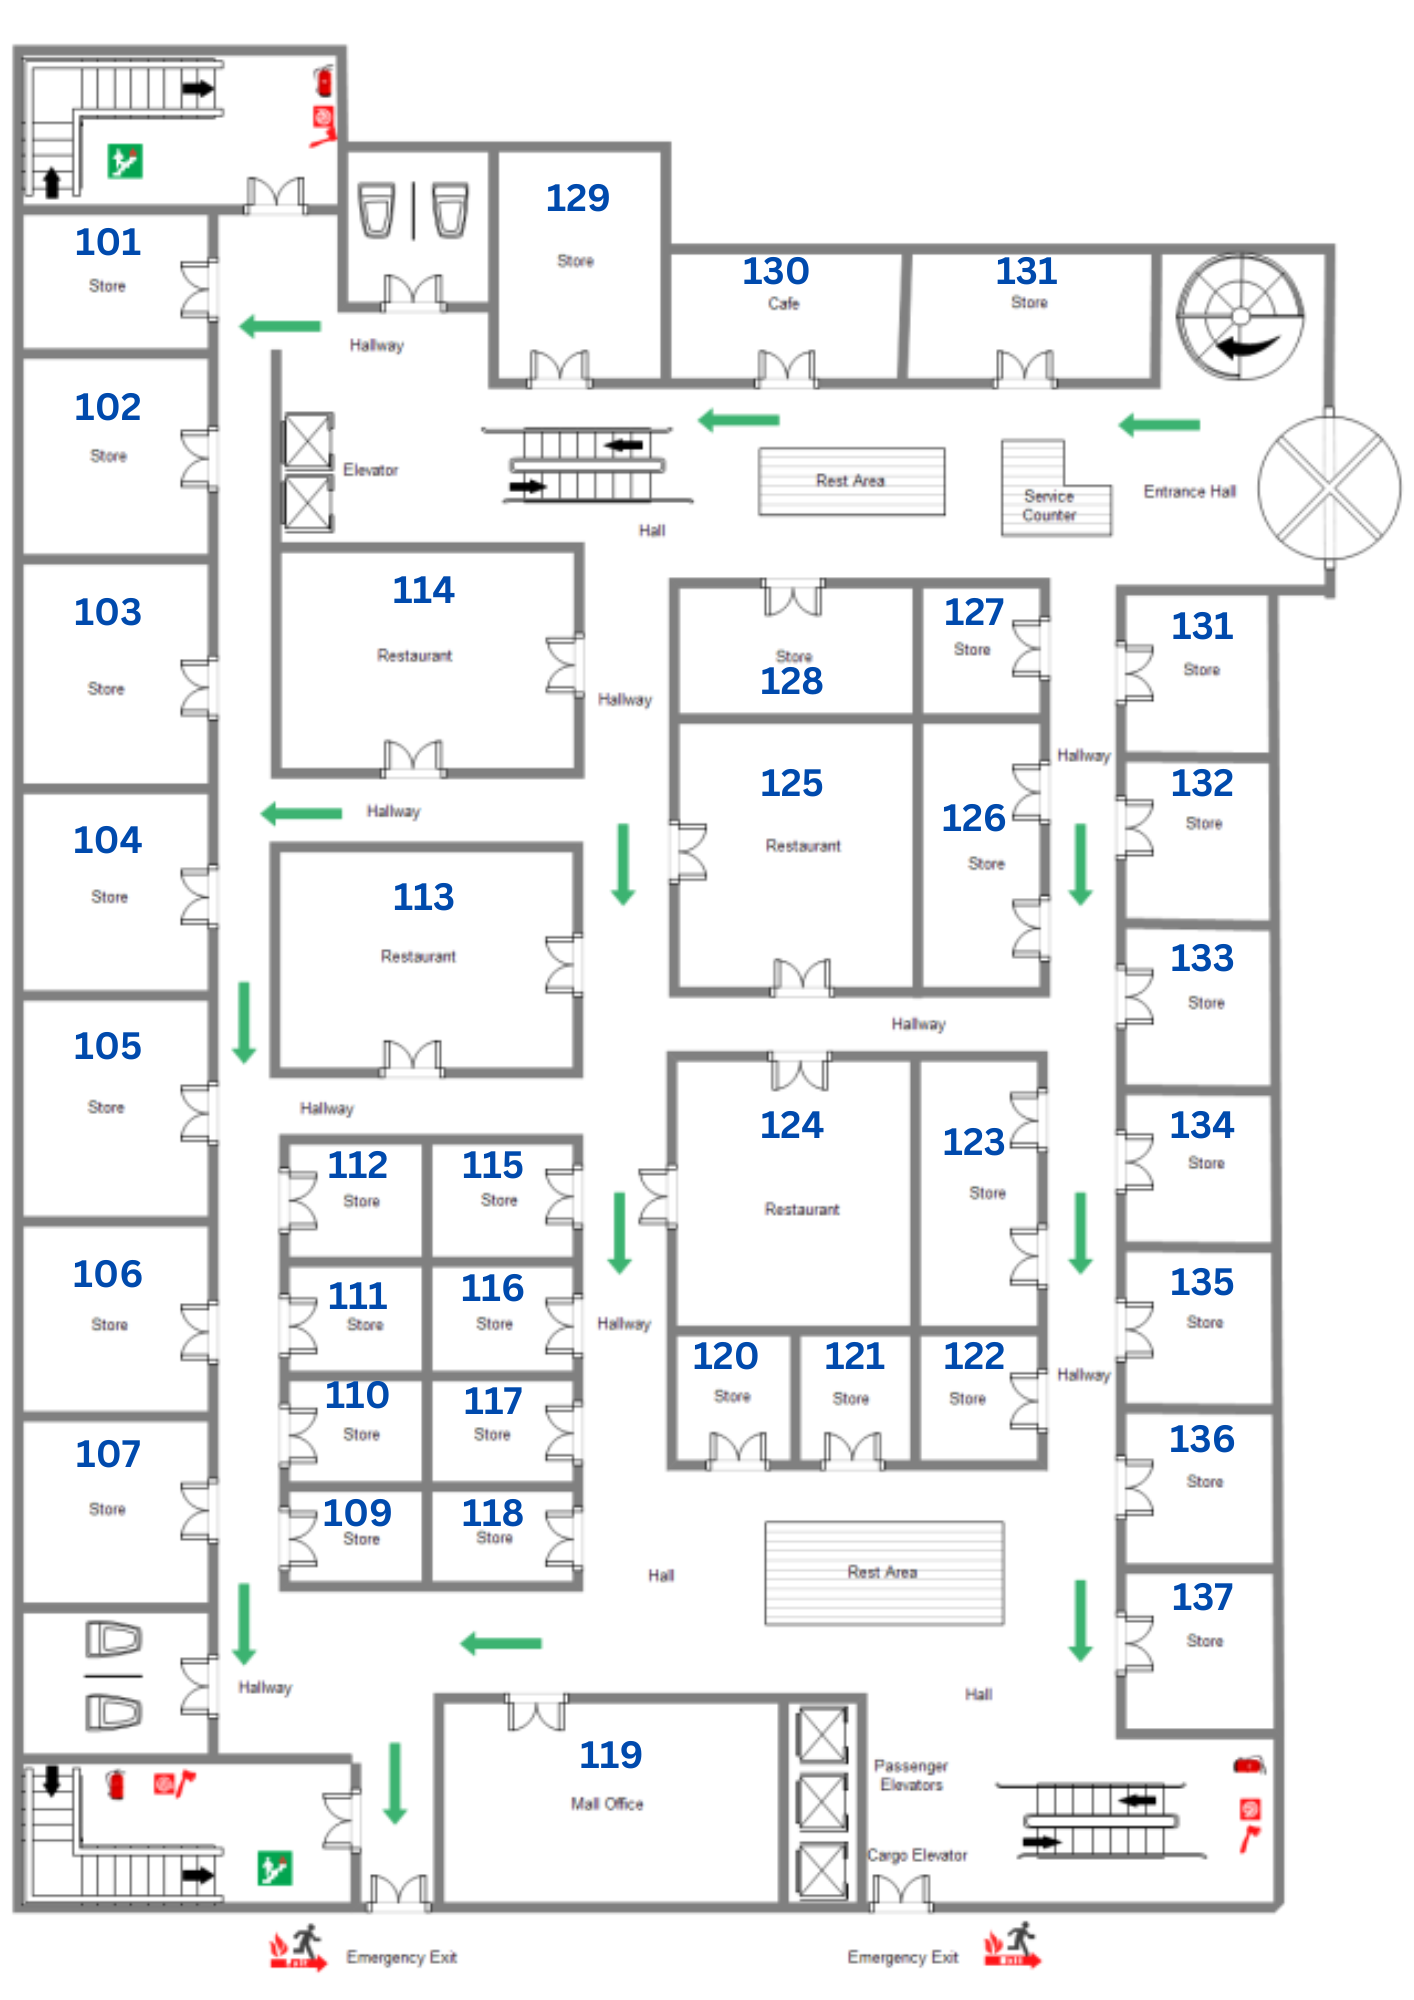 129
101
Store
Store
130
Cafe
131
Store
Hallway
102
Store
Elevator
Rest Area
Service
Counter
Entrance Hall
Hall
114
Restaurant
103
Store
127
Store
Store
128
131
Store
Hallway
Hallway
125
Restaurant
126
Store
132
Store
Hallway
104
Store
113
Restaurant
133
Store
Hallway
105
Store
Hallway
124
Restaurant
123
Store
134
Store
112
Store
115
Store
106
Store
111
Store
116
Store
Hallway
135
Store
120
Store
121
Store
122
Store
Hallway
110
Store
117
Store
107
Store
136
Store
109
Store
118
Store
Hall
Rest Area
137
Store
Hallway
Hall
119
Mall Office
Passenger
Elevators
Cargo Elevator
Emergency Exit
Emergency Exit